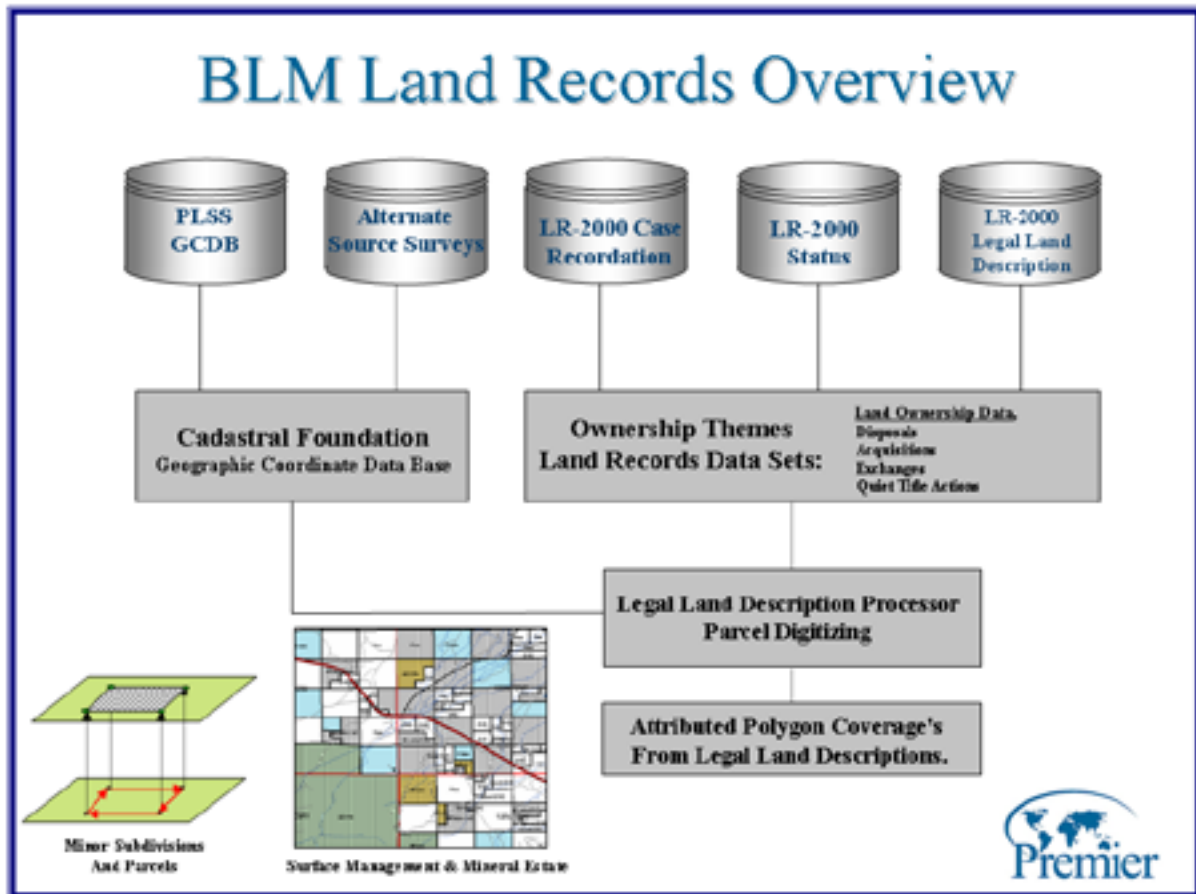 BLM Land Records Overview
PLSS
GCDB
Alternate
Source Surveys
LR-2000 Case
Recordation
LR-2000
Status
LR-2000
Legal Land
Description
Cadastral Foundation
Geographic Coordinate Data Base
Ownership Themes
Land Records Data Sets:
Land Ownership Data.
Disposals
Acquisitions
Exchanges
Quiet Title Actions
Legal Land Description Processor
Parcel Digitizing
Attributed Polygon Coverage's
From Legal Land Descriptions.
Minor Subdivisions
And Parcels
Surface Management & Mineral Estate
Premier